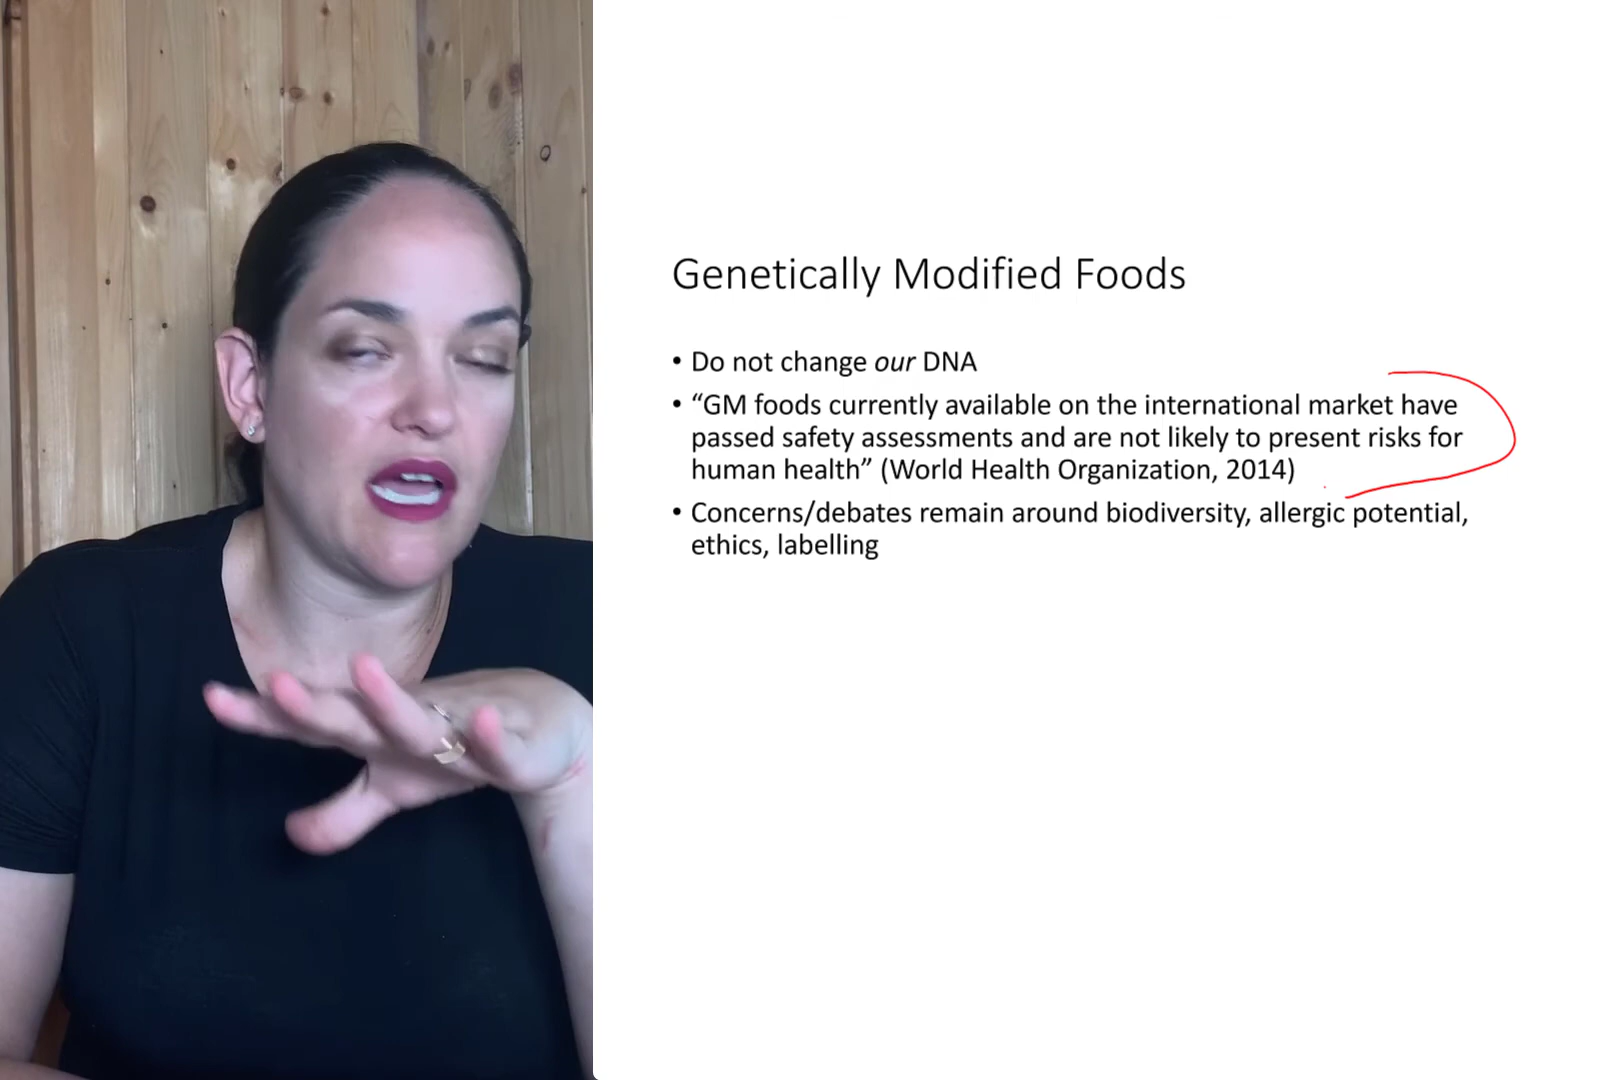 Genetically Modified Foods
• Do not change our DNA
• “GM foods currently available on the international market have
passed safety assessments and are not likely to present risks for
human health” (World Health Organization, 2014)
• Concerns/debates remain around biodiversity, allergic potential,
ethics, labelling